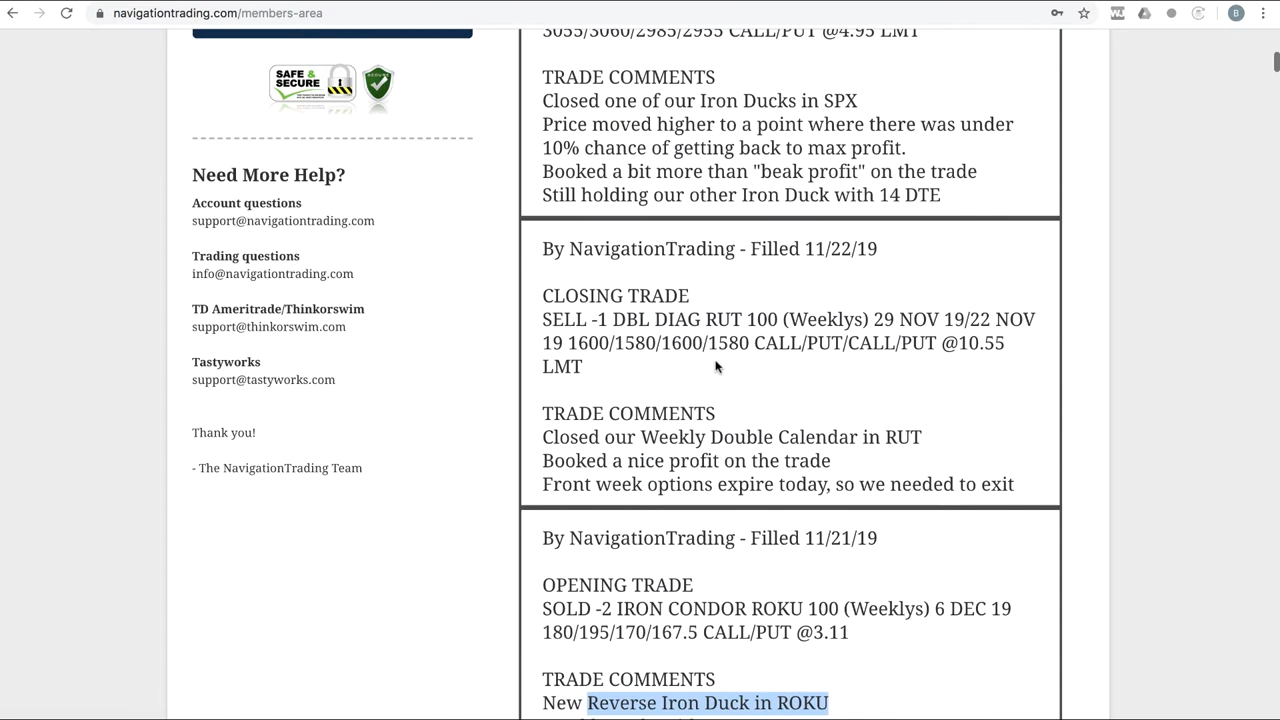 navigationtrading.com/members-area
B
SAFE &
SECURE
SECURE
Need More Help?
Account questions
support@navigationtrading.com
Trading questions
info@navigationtrading.com
TD Ameritrade/Thinkorswim
support@thinkorswim.com
Tastyworks
support@tastyworks.com
Thank you!
- The NavigationTrading Team
3055/3060/2985/2955 CALL/PUT @4.95 LMT
TRADE COMMENTS
Closed one of our Iron Ducks in SPX
Price moved higher to a point where there was under
10% chance of getting back to max profit.
Booked a bit more than "beak profit" on the trade
Still holding our other Iron Duck with 14 DTE
By NavigationTrading - Filled 11/22/19
CLOSING TRADE
SELL -1 DBL DIAG RUT 100 (Weeklys) 29 NOV 19/22 NOV
19 1600/1580/1600/1580 CALL/PUT/CALL/PUT @10.55
LMT
TRADE COMMENTS
Closed our Weekly Double Calendar in RUT
Booked a nice profit on the trade
Front week options expire today, so we needed to exit
By NavigationTrading - Filled 11/21/19
OPENING TRADE
SOLD -2 IRON CONDOR ROKU 100 (Weeklys) 6 DEC 19
180/195/170/167.5 CALL/PUT @3.11
TRADE COMMENTS
New Reverse Iron Duck in ROKU